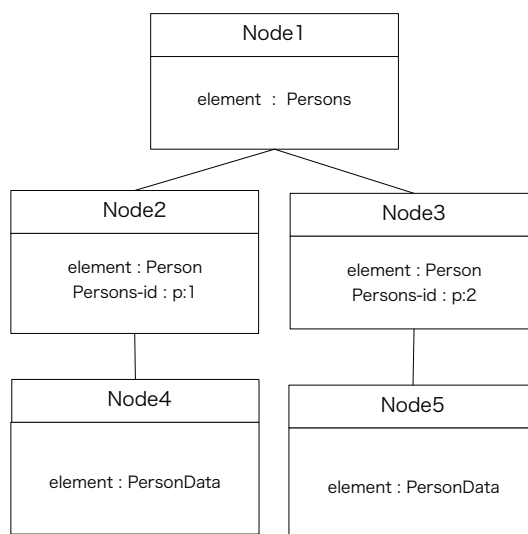 Node1
element : Persons
Node2
Node3
element : Person
Persons-id : p:1
element : Person
Persons-id : p:2
Node4
Node5
element : PersonData
element : PersonData